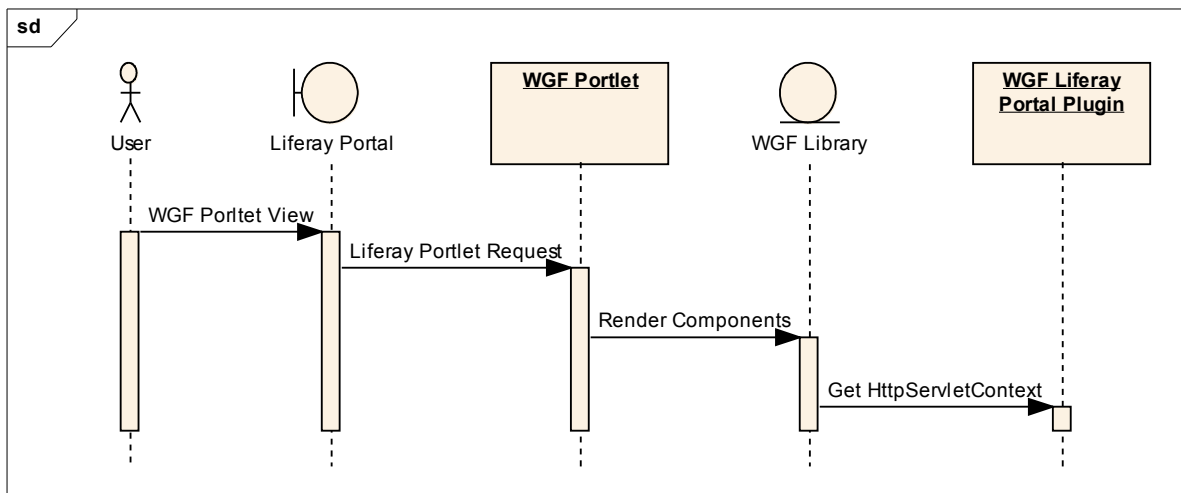 sd
WGF Portlet
WGF Liferay
Portal Plugin
User
Liferay Portal
WGF Library
WGF Porltet View
Liferay Portlet Request
Render Components
Get HttpServletContext